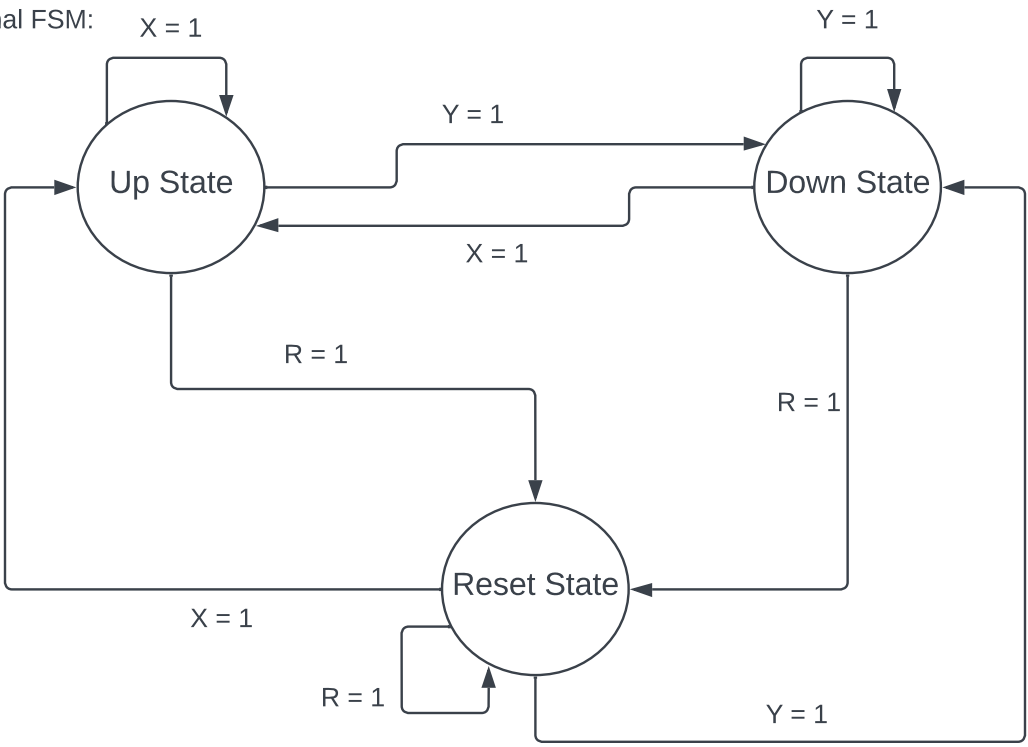 al FSM:
X = 1
Y = 1
Y = 1
Up State
Down State
X = 1
R = 1
R = 1
Reset State
X = 1
R = 1
Y = 1